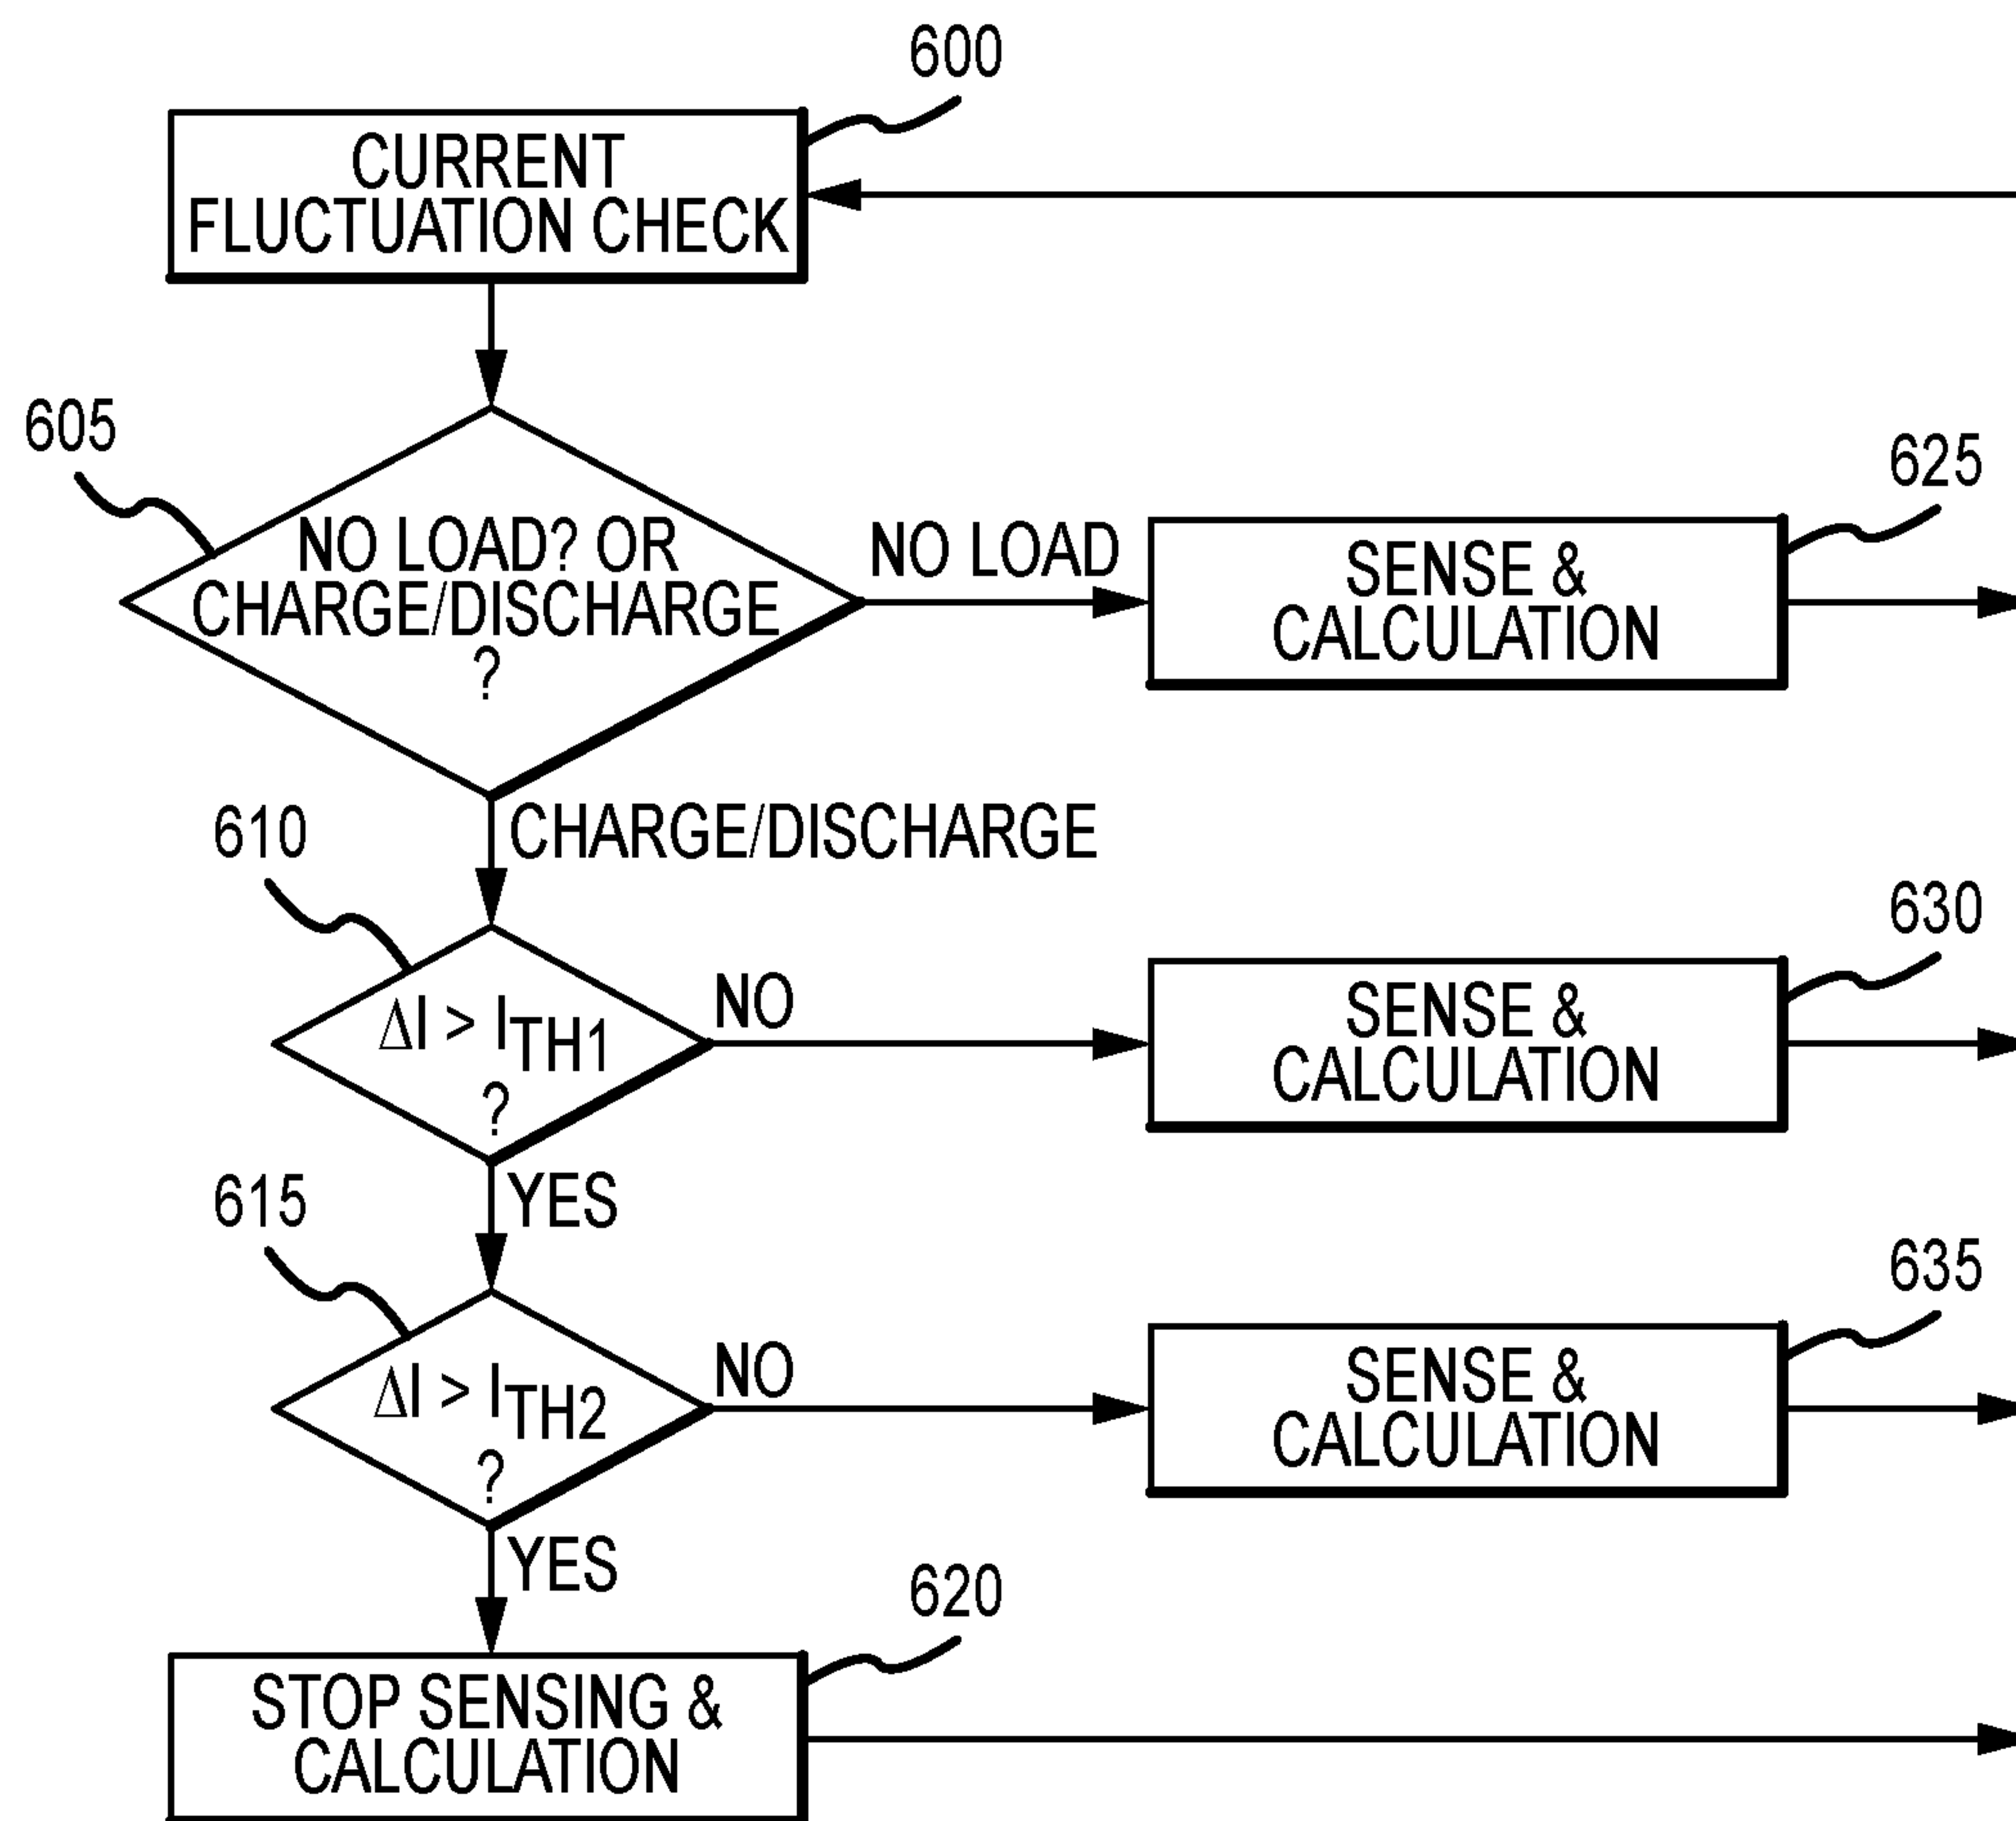 600
CURRENT
FLUCTUATION CHECK
605
NO LOAD? OR
CHARGE/DISCHARGE
?
NO LOAD
625
SENSE &
CALCULATION
CHARGE/DISCHARGE
610
ΔI > ITH1
?
NO
630
SENSE &
CALCULATION
YES
615
ΔI > ITH2
?
NO
635
SENSE &
CALCULATION
YES
620
STOP SENSING &
CALCULATION